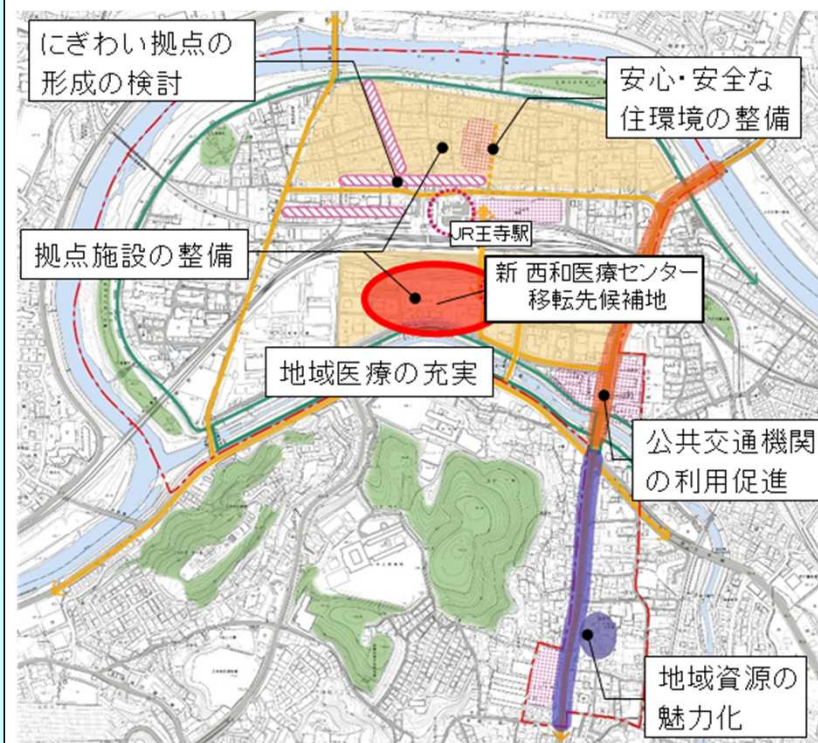 にぎわい拠点の
形成の検討
安心・安全な
住環境の整備
拠点施設の整備
JR王寺駅
新 西和医療センター
移転先候補地
地域医療の充実
公共交通機関
の利用促進
地域資源の
魅力化